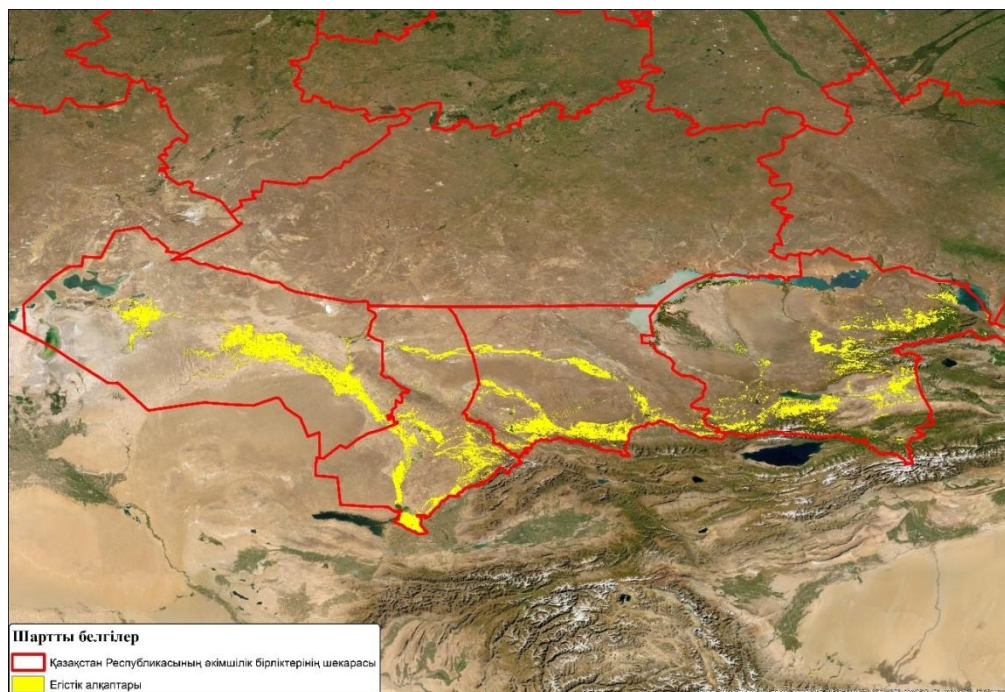 Шартты белгілер
Қазақстан Республикасының әкімшілік бірліктерінің шекарасы
Егістік алқаптары